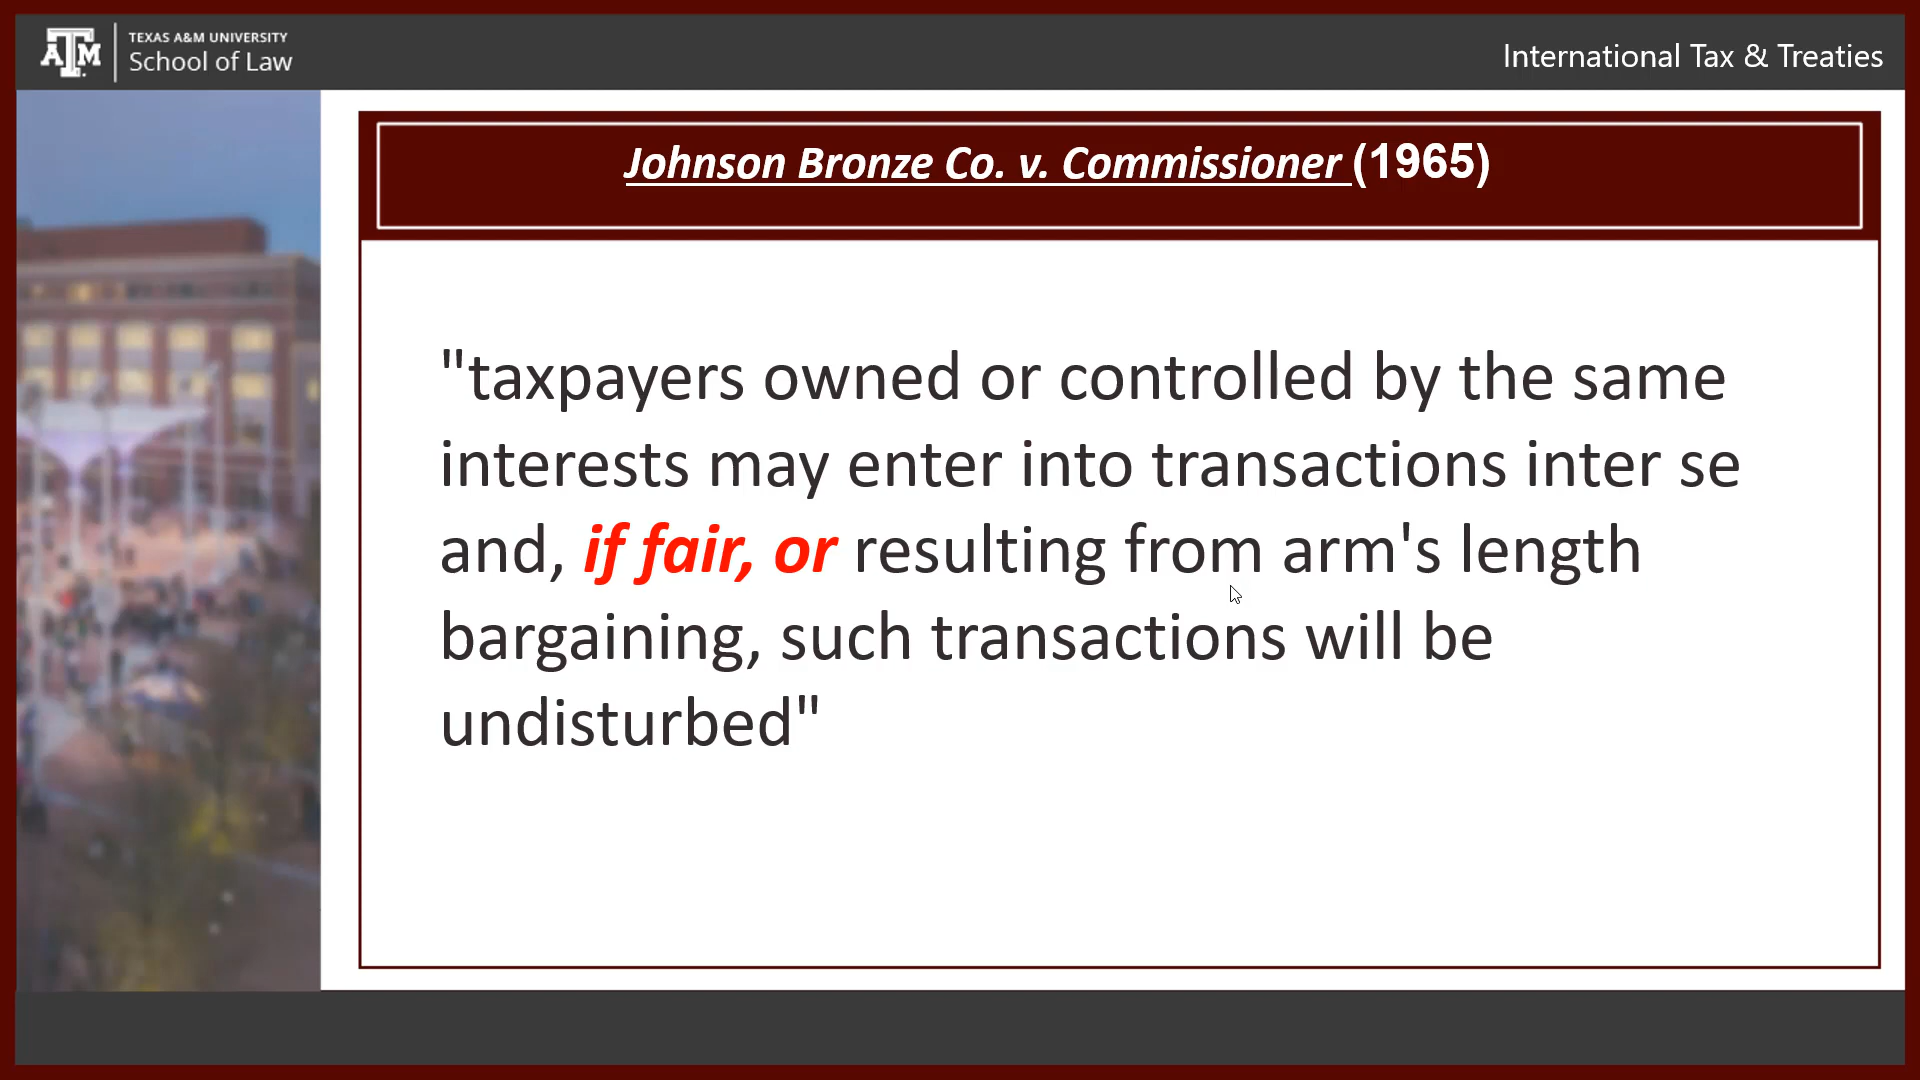 TEXAS A&M UNIVERSITY
School of Law
International Tax & Treaties
Johnson Bronze Co. v. Commissioner (1965)
"taxpayers owned or controlled by the same
interests may enter into transactions inter se
and, if fair, or resulting from arm's length
bargaining, such transactions will be
undisturbed"